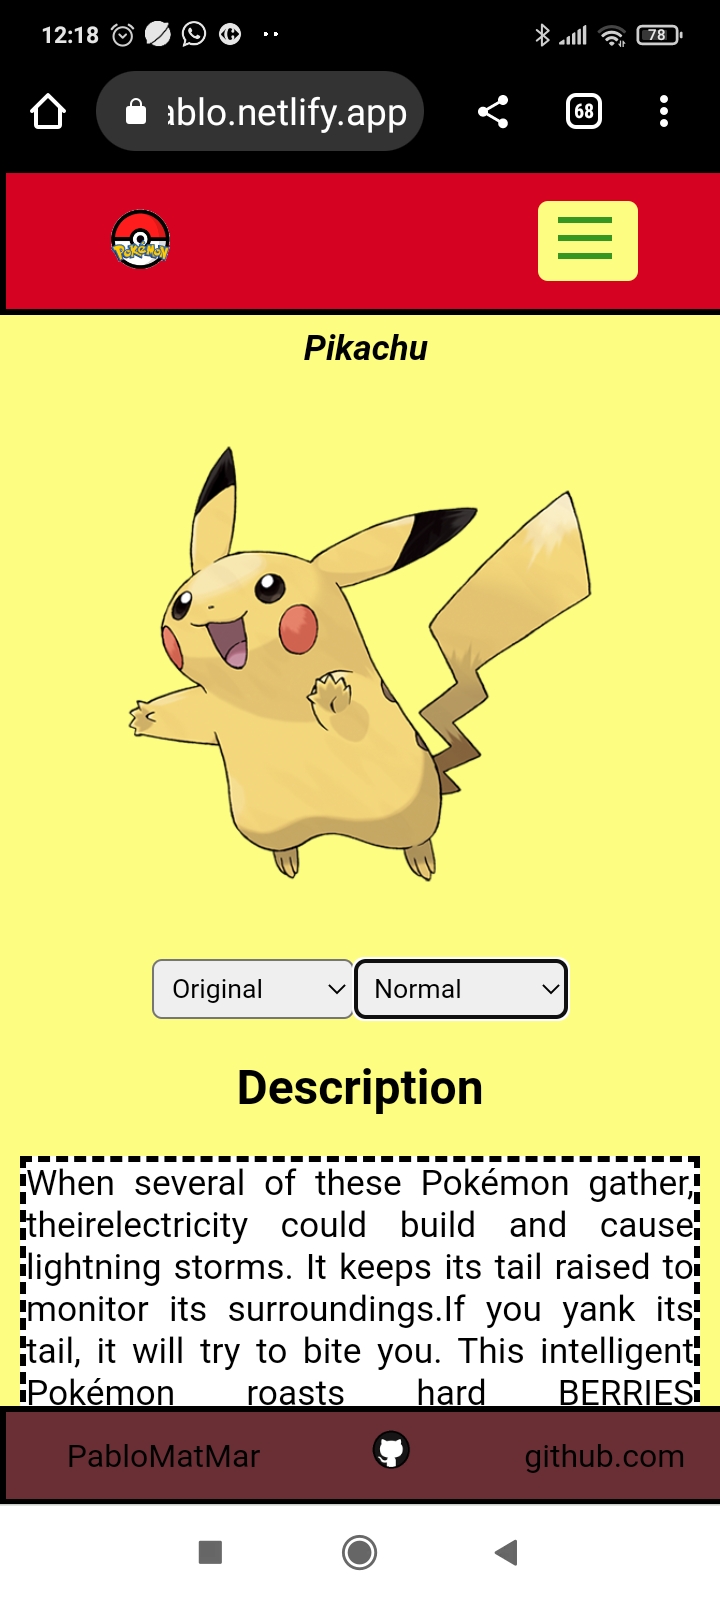 12:18
78
ablo.netlify.app
68
Pokémon
Pikachu
Original
Normal
Description
When several of these Pokémon gather,
theirelectricity could build and cause
lightning storms. It keeps its tail raised to
monitor its surroundings.If you yank its
tail, it will try to bite you. This intelligent
Pokémon roasts hard BERRIES
PabloMatMar
github.com